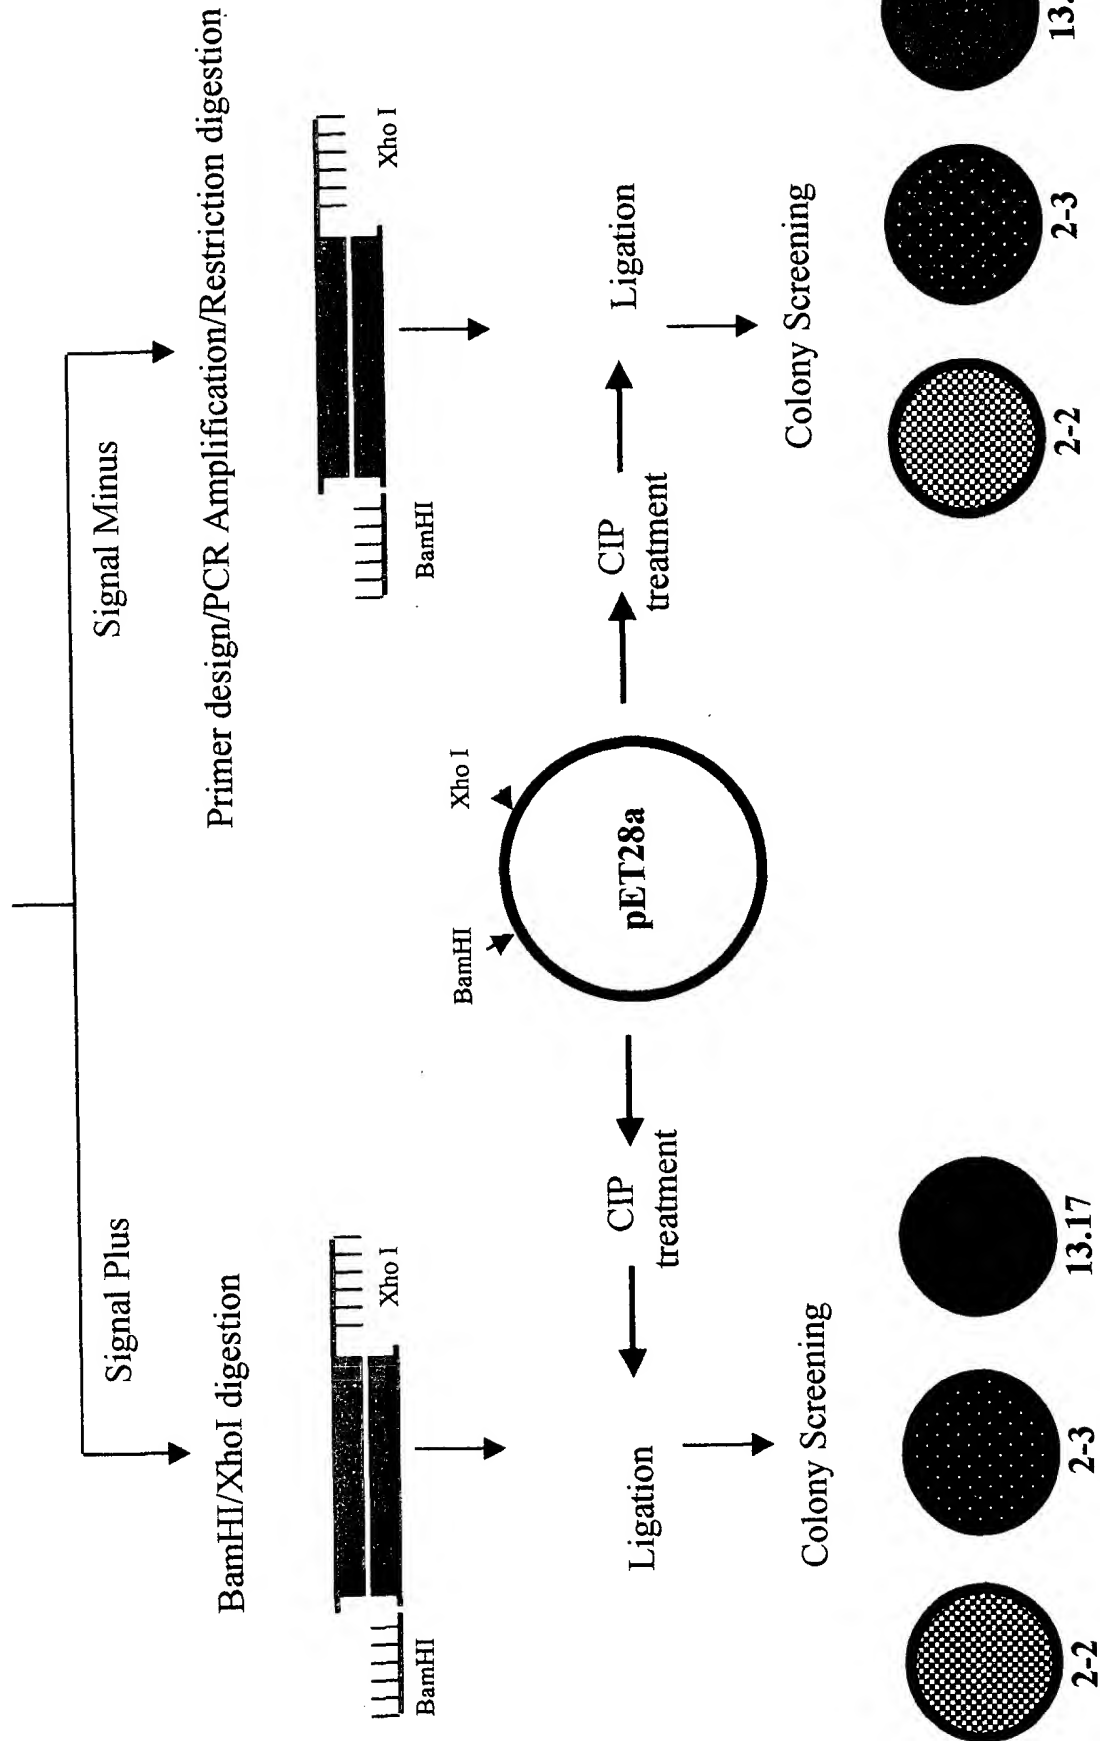 Signal Plus
Signal Minus
BamHI/XhoI digestion
Primer design/PCR Amplification/Restriction digestion
BamHI
Xho I
BamHI
Xho I
BamHI
Xho I
pET28a
Ligation
CIP
treatment
CIP
treatment
Ligation
Colony Screening
Colony Screening
2-2
2-3
13.17
2-2
2-3
13.